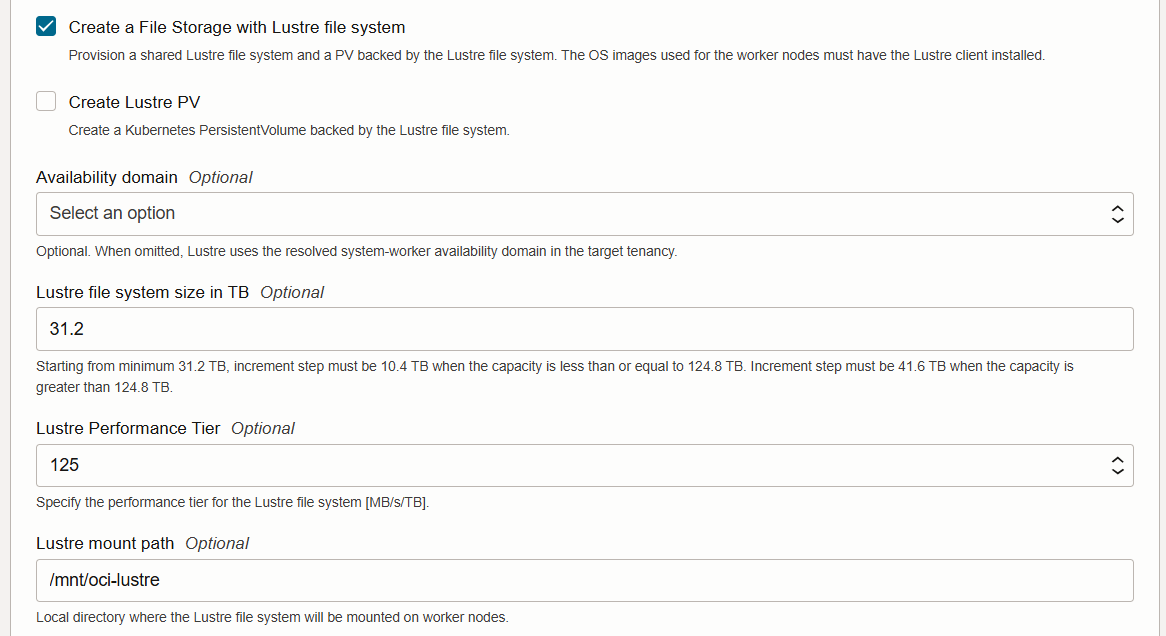 Create a File Storage with Lustre file system
Provision a shared Lustre file system and a PV backed by the Lustre file system. The OS images used for the worker nodes must have the Lustre client installed.
Create Lustre PV
Create a Kubernetes PersistentVolume backed by the Lustre file system.
Availability domain Optional
Select an option
Optional. When omitted, Lustre uses the resolved system-worker availability domain in the target tenancy.
Lustre file system size in TB Optional
31.2
Starting from minimum 31.2 TB, increment step must be 10.4 TB when the capacity is less than or equal to 124.8 TB. Increment step must be 41.6 TB when the capacity is
greater than 124.8 TB.
Lustre Performance Tier Optional
125
Specify the performance tier for the Lustre file system [MB/s/TB].
Lustre mount path Optional
/mnt/oci-lustre
Local directory where the Lustre file system will be mounted on worker nodes.